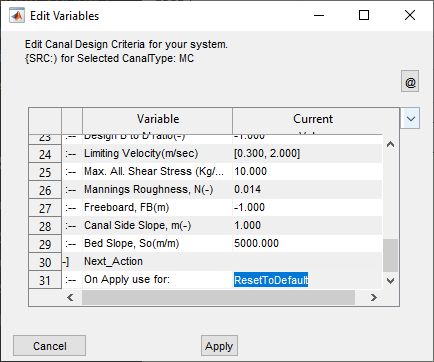 Edit Variables
Edit Canal Design Criteria for your system.
{SRC:} for Selected CanalType: MC
@
Variable Current
23 :-- Design B to D ratio(-) -1.000
24 :-- Limiting Velocity(m/sec) [0.300, 2.000]
25 :-- Max. All. Shear Stress (Kg/... 10.000
26 :-- Mannings Roughness, N(-) 0.014
27 :-- Freeboard, FB(m) -1.000
28 :-- Canal Side Slope, m(-) 1.000
29 :-- Bed Slope, So(m/m) 5000.000
30 -] Next_Action
31 :-- On Apply use for: ResetToDefault
Cancel Apply